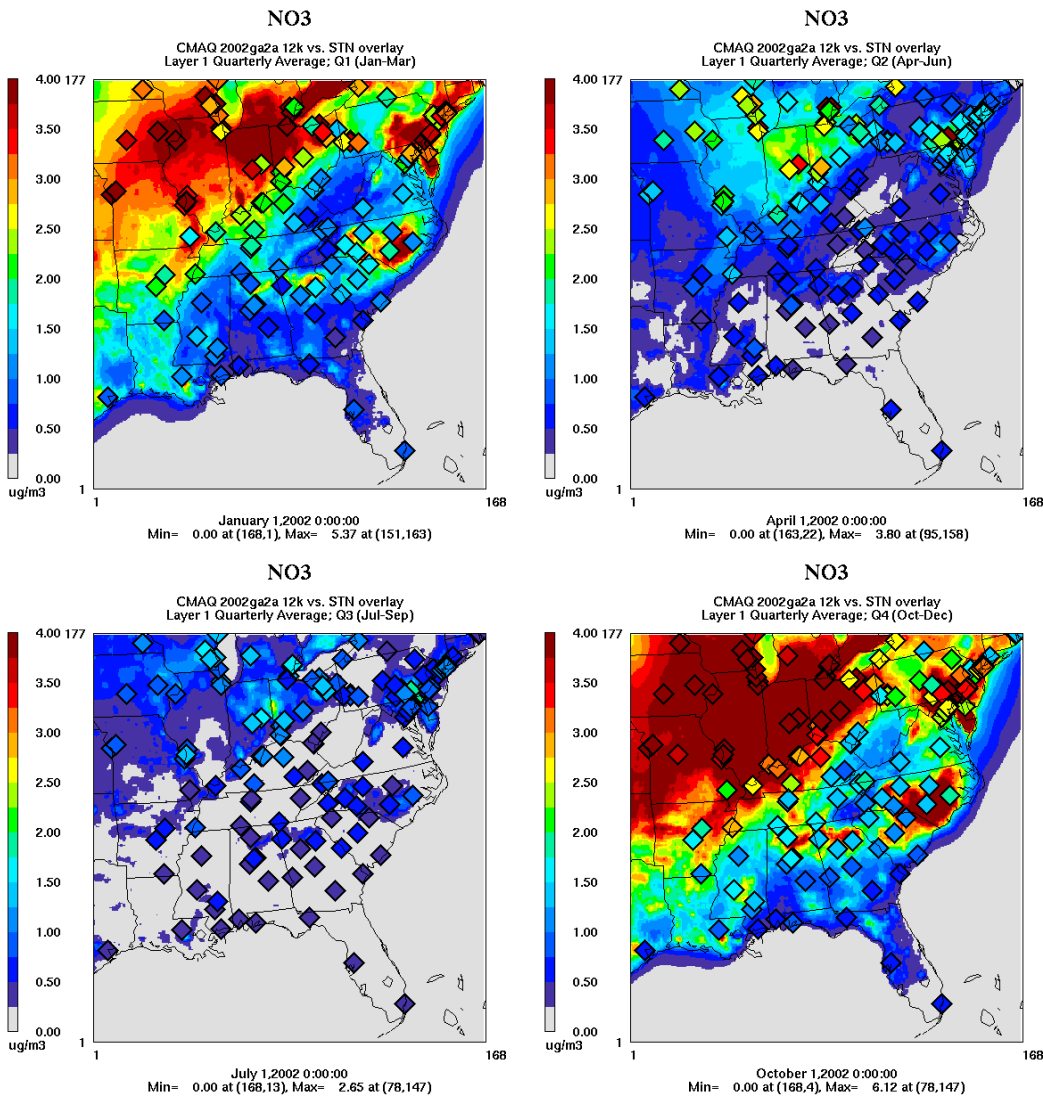 NO3
CMAQ 2002ga2a 12k vs. STN overlay
Layer 1 Quarterly Average; Q1 (Jan-Mar)
4.00 177
3.50
3.00
2.50
2.00
1.50
1.00
0.50
0.00
ug/m3
1
1 168
January 1,2002 0:00:00
Min= 0.00 at (168,1), Max= 5.37 at (151,163)
NO3
CMAQ 2002ga2a 12k vs. STN overlay
Layer 1 Quarterly Average; Q2 (Apr-Jun)
4.00 177
3.50
3.00
2.50
2.00
1.50
1.00
0.50
0.00
ug/m3
1
1 168
April 1,2002 0:00:00
Min= 0.00 at (163,22), Max= 3.80 at (95,158)
NO3
CMAQ 2002ga2a 12k vs. STN overlay
Layer 1 Quarterly Average; Q3 (Jul-Sep)
4.00 177
3.50
3.00
2.50
2.00
1.50
1.00
0.50
0.00
ug/m3
1
1 168
July 1,2002 0:00:00
Min= 0.00 at (168,13), Max= 2.65 at (78,147)
NO3
CMAQ 2002ga2a 12k vs. STN overlay
Layer 1 Quarterly Average; Q4 (Oct-Dec)
4.00 177
3.50
3.00
2.50
2.00
1.50
1.00
0.50
0.00
ug/m3
1
1 168
October 1,2002 0:00:00
Min= 0.00 at (168,4), Max= 6.12 at (78,147)